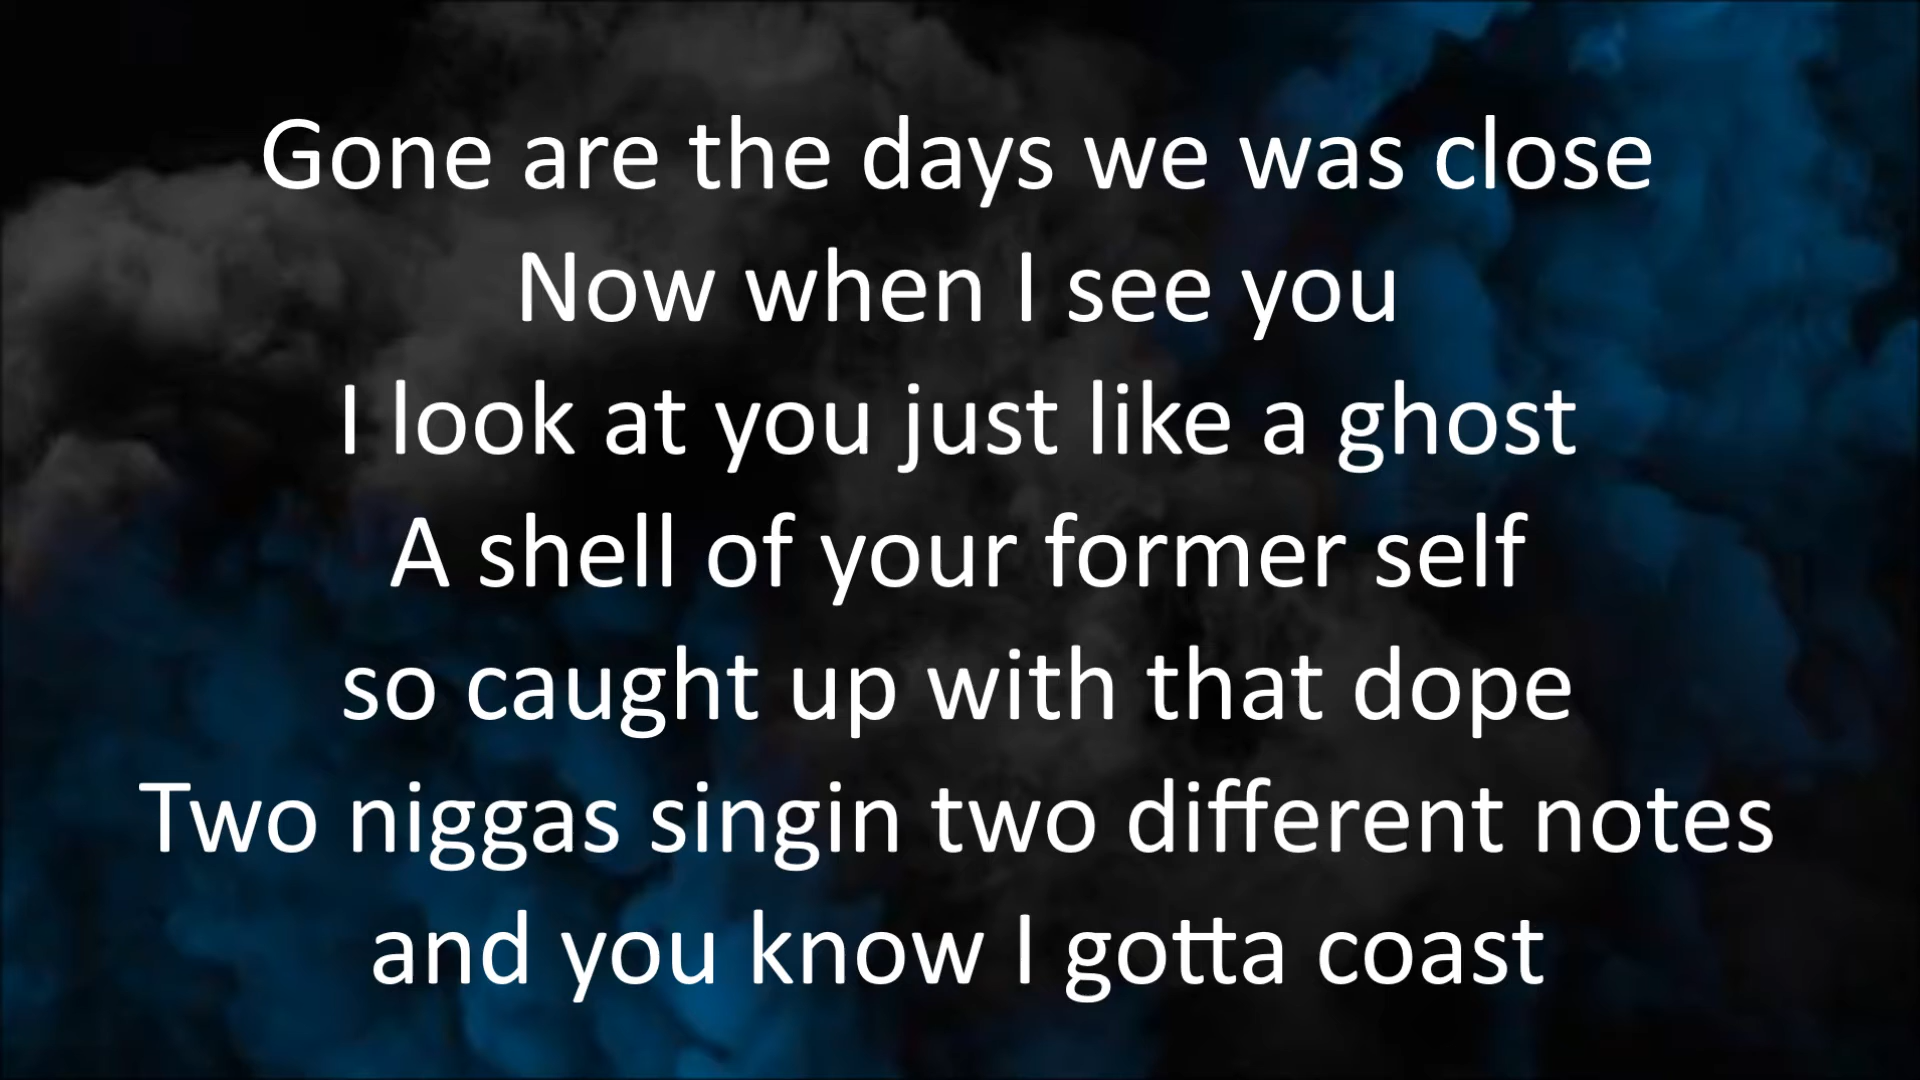 Gone are the days we was close
Now when I see you
I look at you just like a ghost
A shell of your former self
so caught up with that dope
Two niggas singin two different notes
and you know I gotta coast